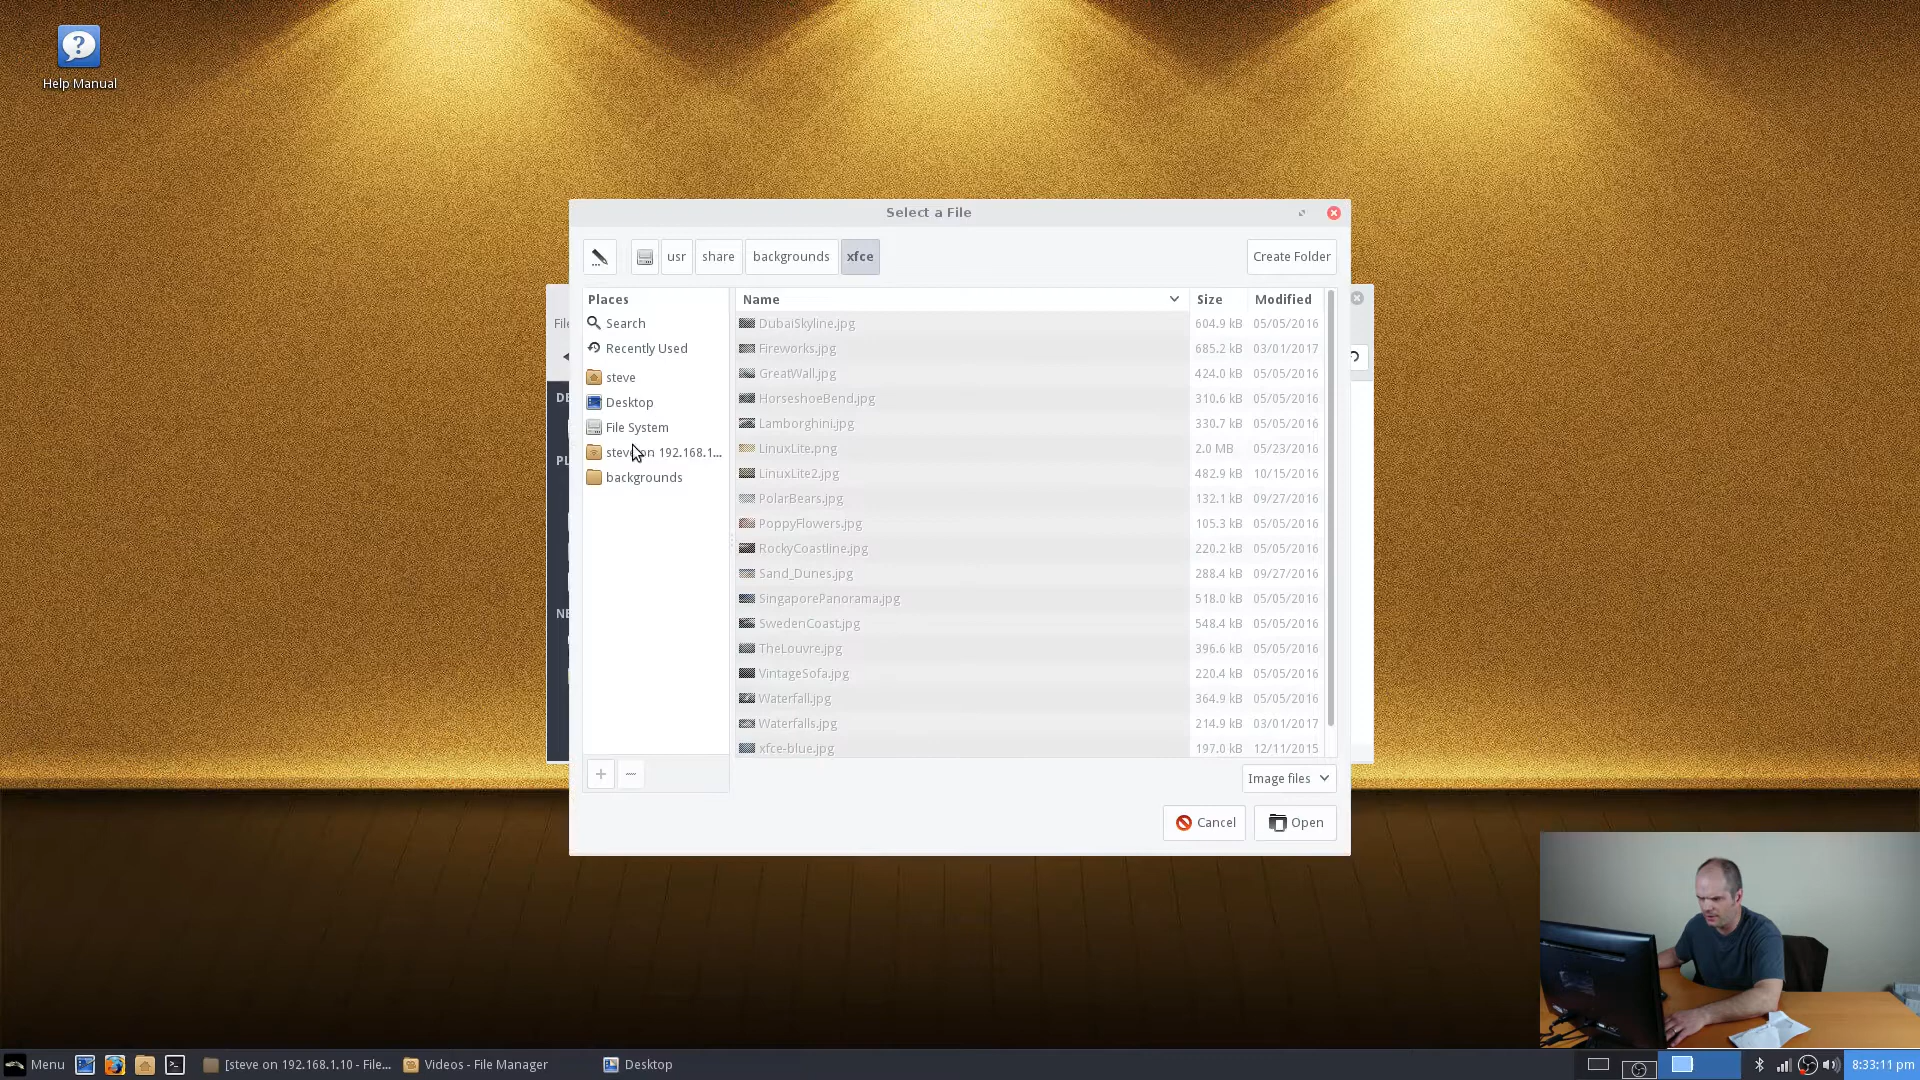 Help Manual
Select a File
usr
share
backgrounds
xfce
Create Folder
Places
Name
Size
Modified
Search
Recently Used
steve
Desktop
File System
steve on 192.168.1...
backgrounds
DubaiSkyline.jpg 604.9 kB 05/05/2016
Fireworks.jpg 685.2 kB 03/01/2017
GreatWall.jpg 424.0 kB 05/05/2016
HorseshoeBend.jpg 310.6 kB 05/05/2016
Lamborghini.jpg 330.7 kB 05/05/2016
LinuxLite.png 2.0 MB 05/23/2016
LinuxLite2.jpg 482.9 kB 10/15/2016
PolarBears.jpg 132.1 kB 09/27/2016
PoppyFlowers.jpg 105.3 kB 05/05/2016
RockyCoastline.jpg 220.2 kB 05/05/2016
Sand_Dunes.jpg 288.4 kB 09/27/2016
SingaporePanorama.jpg 518.0 kB 05/05/2016
SwedenCoast.jpg 548.4 kB 05/05/2016
TheLouvre.jpg 396.6 kB 05/05/2016
VintageSofa.jpg 220.4 kB 05/05/2016
Waterfall.jpg 364.9 kB 05/05/2016
Waterfalls.jpg 214.9 kB 03/01/2017
xfce-blue.jpg 197.0 kB 12/11/2015
Image files
Cancel
Open
File
DE
PL
NE
Menu
[steve on 192.168.1.10 - File...
Videos - File Manager
Desktop
8:33:11 pm